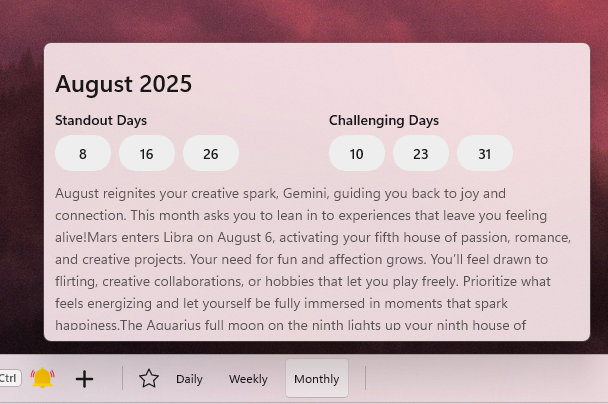 August 2025
Standout Days
Challenging Days
8 16 26
10 23 31
August reignites your creative spark, Gemini, guiding you back to joy and
connection. This month asks you to lean in to experiences that leave you feeling
alive!Mars enters Libra on August 6, activating your fifth house of passion, romance,
and creative projects. Your need for fun and affection grows. You'll feel drawn to
flirting, creative collaborations, or hobbies that let you play freely. Prioritize what
feels energizing and let yourself be fully immersed in moments that spark
happiness.The Aquarius full moon on the ninth lights up your ninth house of
Ctrl
Daily Weekly Monthly